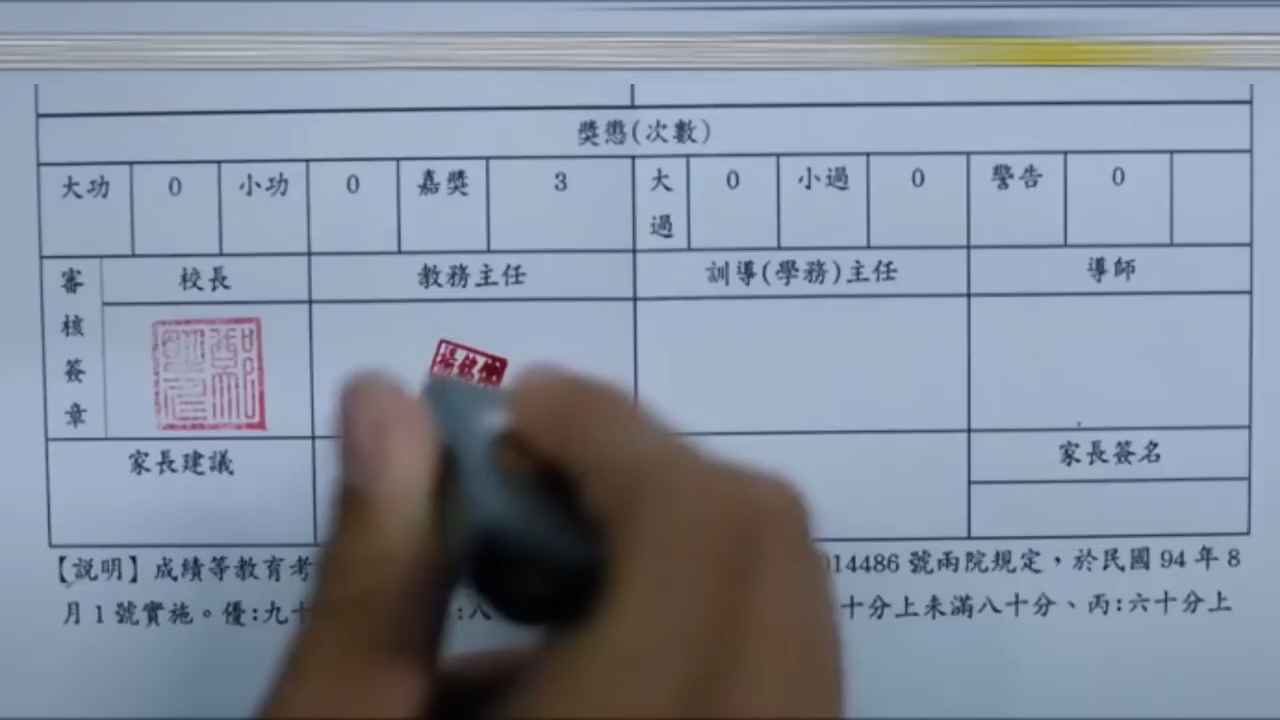 獎懲(次數)
大功 0 小功 0 嘉獎 3 大過 0 小過 0 警告 0
審核簽章 校長 教務主任 訓導(學務)主任 導師
家長建議 家長簽名
【說明】成績等教育考 014486 號兩院規定，於民國 94 年 8
月 1 號實施。優:九十 :八 十分上未滿八十分、丙:六十分上